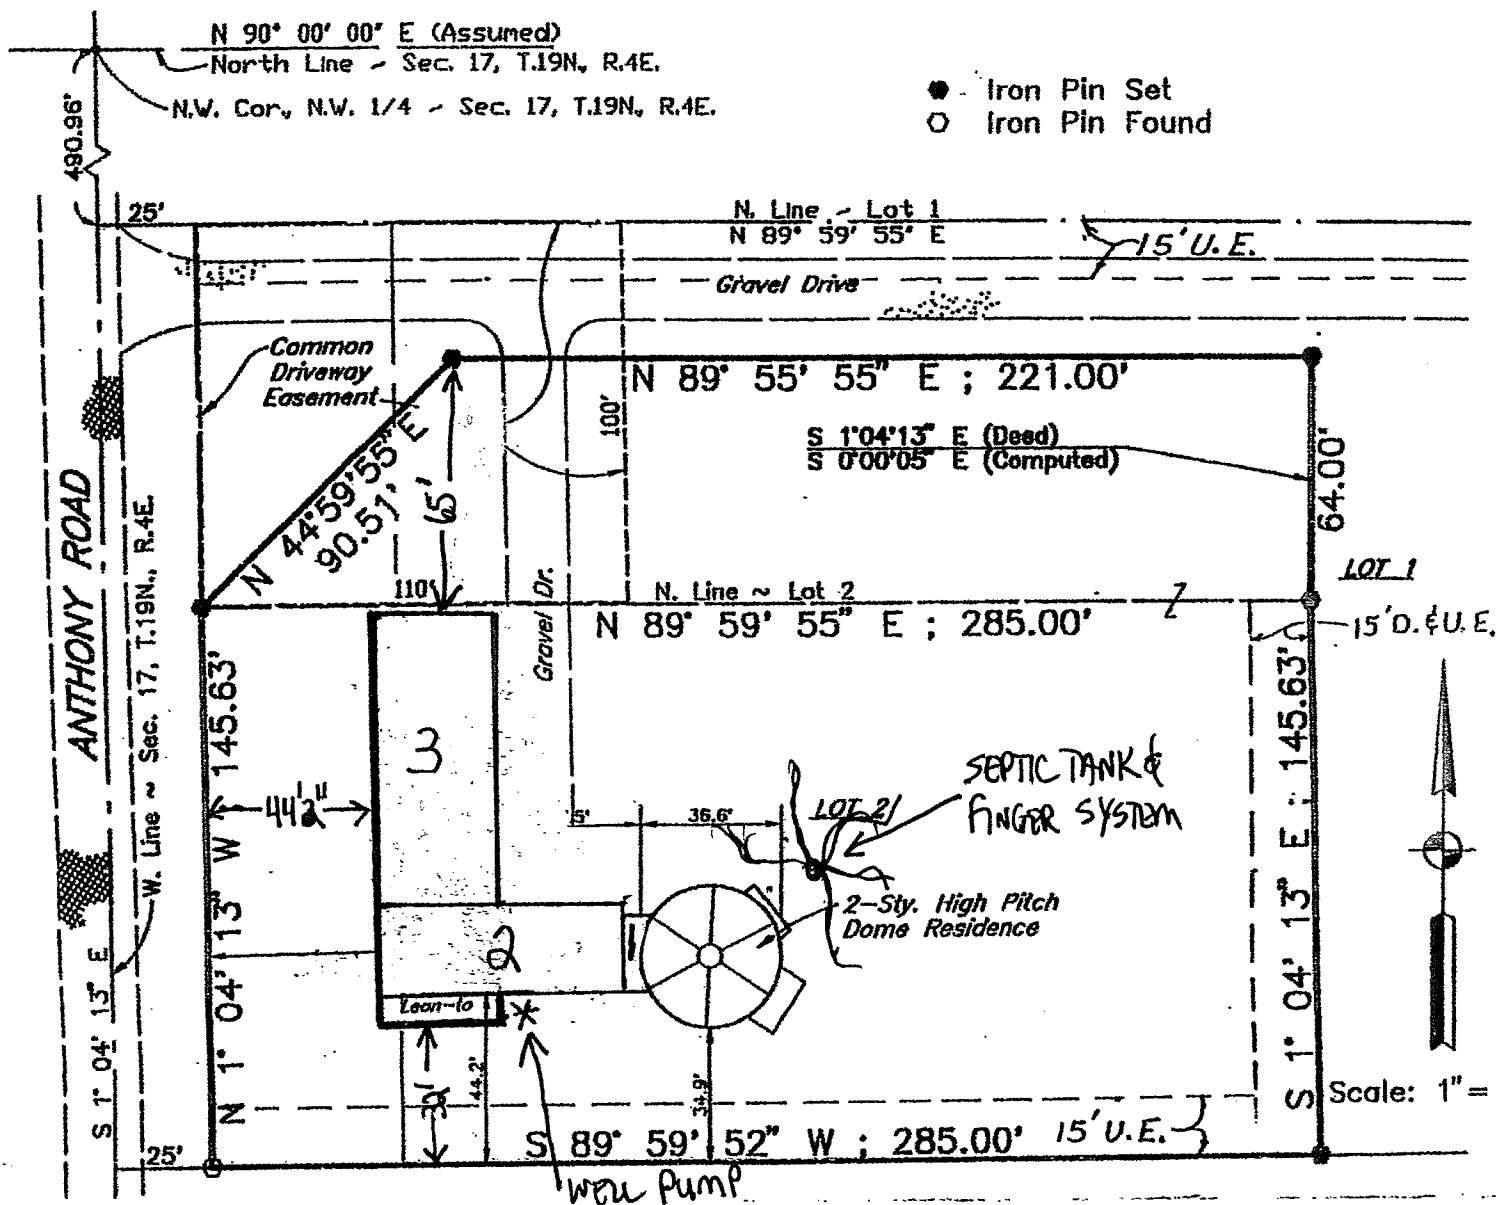 N 90° 00' 00" E (Assumed)
North Line ~ Sec. 17, T.19N., R.4E.
N.W. Cor., N.W. 1/4 ~ Sec. 17, T.19N., R.4E.
490.96'
Iron Pin Set
Iron Pin Found
25'
N. Line ~ Lot 1
N 89° 59' 55" E
15' U.E.
Gravel Drive
Common
Driveway
Easement
N 89° 55' 55" E ; 221.00'
100'
S 1°04'13" E (Deed)
S 0°00'05" E (Computed)
64.00'
N 44°59'55" E
90.51'
65'
ANTHONY ROAD
W. Line ~ Sec. 17, T.19N., R.4E.
S 1° 04' 13" E
LOT 1
110'
N. Line ~ Lot 2
N 89° 59' 55" E ; 285.00'
15' D. & U.E.
Gravel Dr.
N 1° 04' 13" W 145.63'
S 1° 04' 13" E ; 145.63'
3
44'2"
SEPTIC TANK &
FINGER SYSTEM
5'
36.6'
LOT 2
2-Sty. High Pitch
Dome Residence
2
Lean-to
32'
44.2'
34.9'
Scale: 1" =
S 89° 59' 52" W ; 285.00'
15' U.E.
25'
WELL PUMP